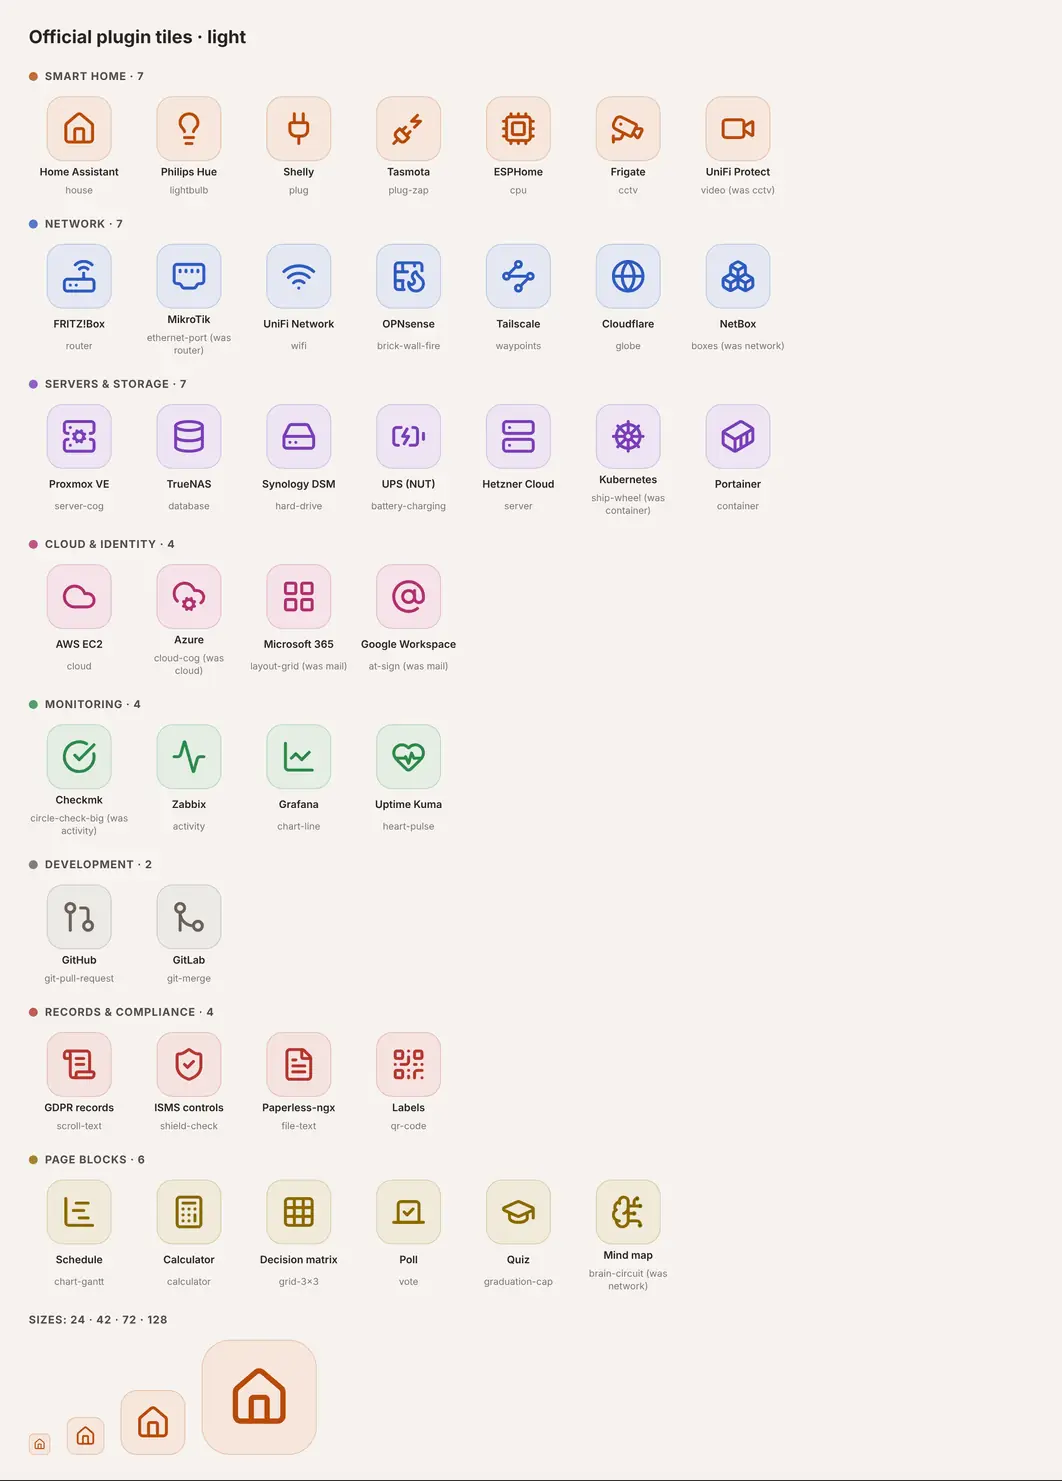 Official plugin tiles · light
SMART HOME · 7
Home Assistant
house
Philips Hue
lightbulb
Shelly
plug
Tasmota
plug-zap
ESPHome
cpu
Frigate
cctv
UniFi Protect
video (was cctv)
NETWORK · 7
FRITZ!Box
router
MikroTik
ethernet-port (was
router)
UniFi Network
wifi
OPNsense
brick-wall-fire
Tailscale
waypoints
Cloudflare
globe
NetBox
boxes (was network)
SERVERS & STORAGE · 7
Proxmox VE
server-cog
TrueNAS
database
Synology DSM
hard-drive
UPS (NUT)
battery-charging
Hetzner Cloud
server
Kubernetes
ship-wheel (was
container)
Portainer
container
CLOUD & IDENTITY · 4
AWS EC2
cloud
Azure
cloud-cog (was
cloud)
Microsoft 365
layout-grid (was mail)
Google Workspace
at-sign (was mail)
MONITORING · 4
Checkmk
circle-check-big (was
activity)
Zabbix
activity
Grafana
chart-line
Uptime Kuma
heart-pulse
DEVELOPMENT · 2
GitHub
git-pull-request
GitLab
git-merge
RECORDS & COMPLIANCE · 4
GDPR records
scroll-text
ISMS controls
shield-check
Paperless-ngx
file-text
Labels
qr-code
PAGE BLOCKS · 6
Schedule
chart-gantt
Calculator
calculator
Decision matrix
grid-3×3
Poll
vote
Quiz
graduation-cap
Mind map
brain-circuit (was
network)
SIZES: 24 · 42 · 72 · 128